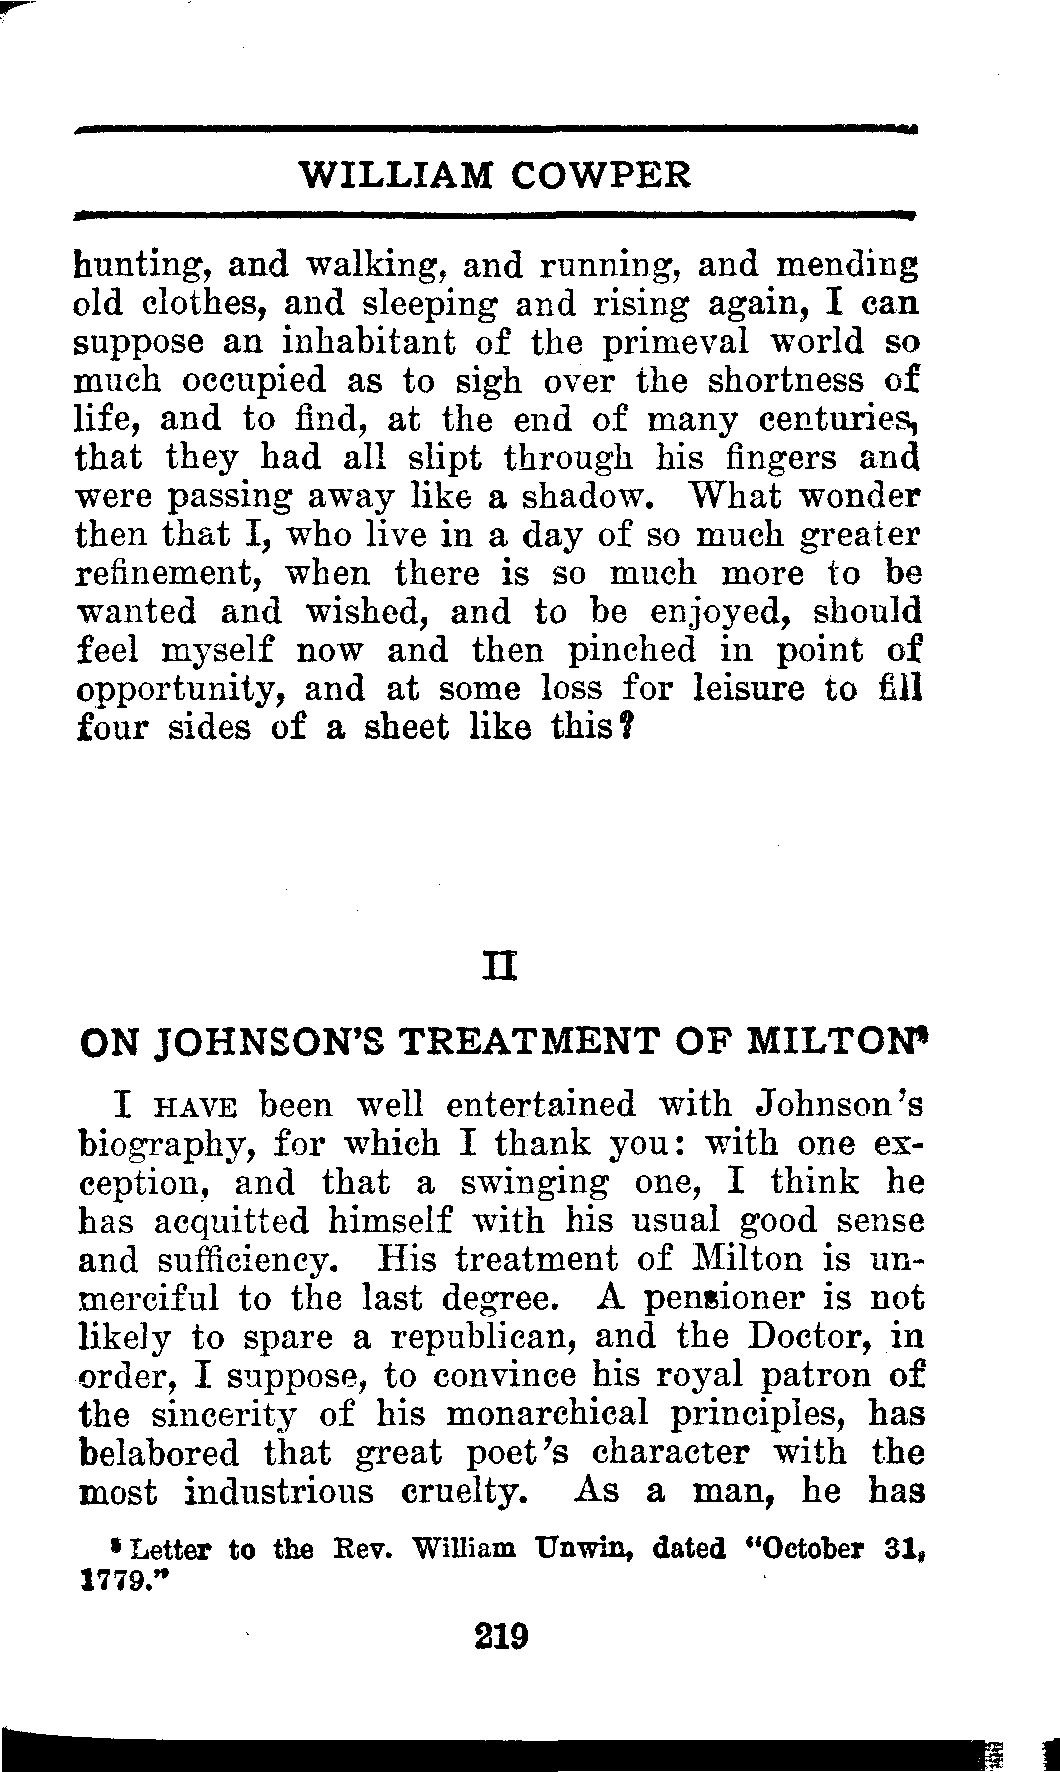 WILLIAM COWPER
hunting, and walking, and running, and mending
old clothes, and sleeping and rising again, I can
suppose an inhabitant of the primeval world so
much occupied as to sigh over the shortness of
life, and to find, at the end of many centuries,
that they had all slipt through his fingers and
were passing away like a shadow. What wonder
then that I, who live in a day of so much greater
refinement, when there is so much more to be
wanted and wished, and to be enjoyed, should
feel myself now and then pinched in point of
opportunity, and at some loss for leisure to fill
four sides of a sheet like this?
II
ON JOHNSON'S TREATMENT OF MILTON
I HAVE been well entertained with Johnson's
biography, for which I thank you: with one ex-
ception, and that a swinging one, I think he
has acquitted himself with his usual good sense
and sufficiency. His treatment of Milton is un-
merciful to the last degree. A pensioner is not
likely to spare a republican, and the Doctor, in
order, I suppose, to convince his royal patron of
the sincerity of his monarchical principles, has
belabored that great poet's character with the
most industrious cruelty. As a man, he has
Letter to the Rev. William Unwin, dated "October 31,
1779."
219